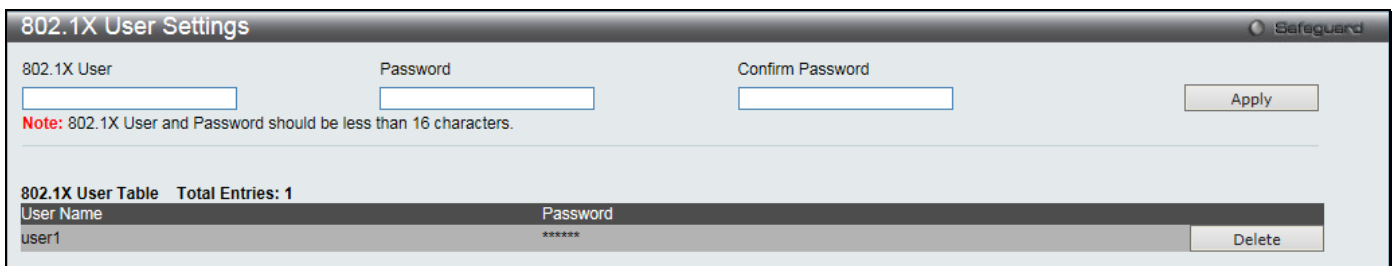 802.1X User Settings
Safeguard
802.1X User Password Confirm Password
Apply
Note: 802.1X User and Password should be less than 16 characters.
802.1X User Table Total Entries: 1
User Name Password
user1 ****** Delete